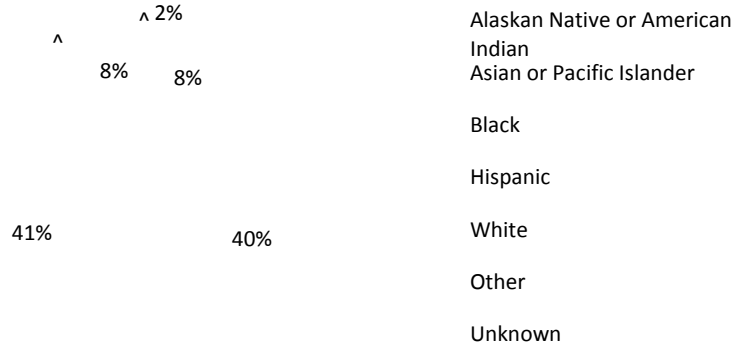 ^ 2%
^
8%
8%
41%
40%
Alaskan Native or American
Indian
Asian or Pacific Islander
Black
Hispanic
White
Other
Unknown